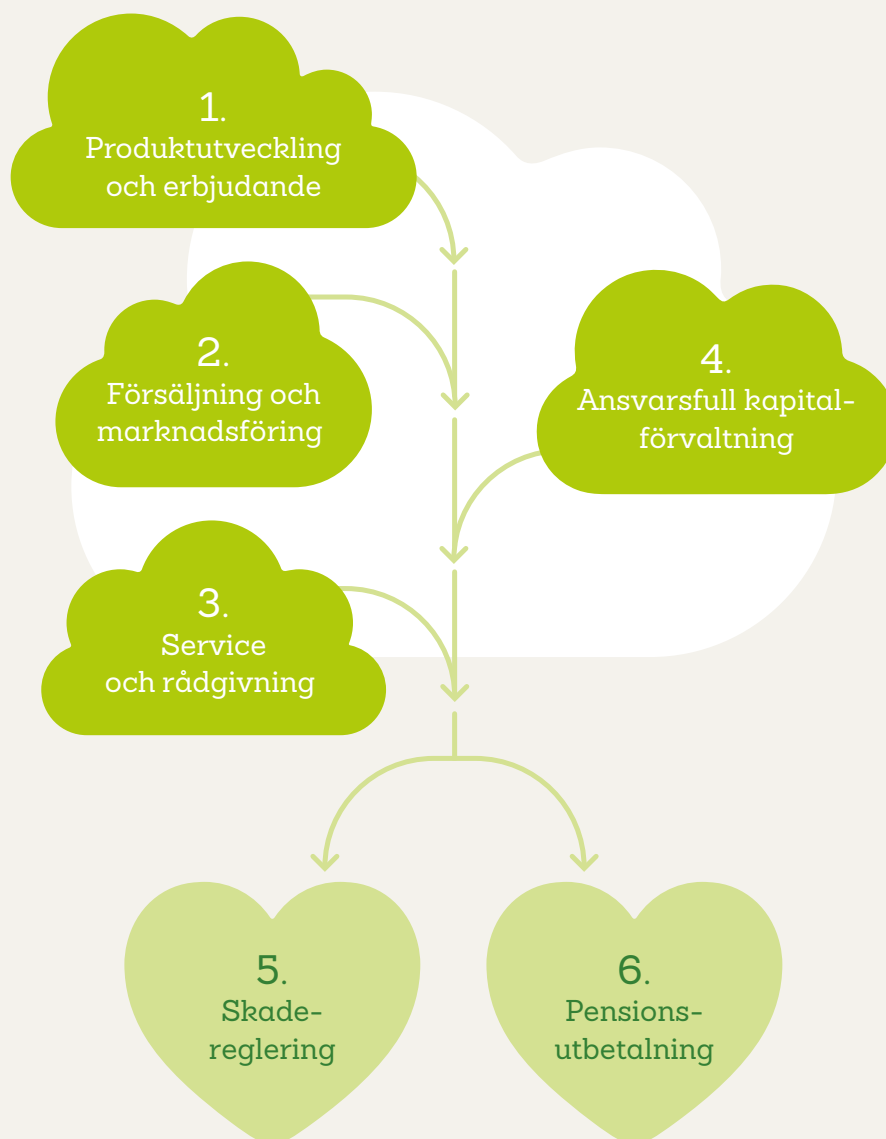 1.
Produktutveckling
och erbjudande
2.
Försäljning och
marknadsföring
3.
Service
och rådgivning
4.
Ansvarsfull kapital-
förvaltning
5.
Skade-
reglering
6.
Pensions-
utbetalning